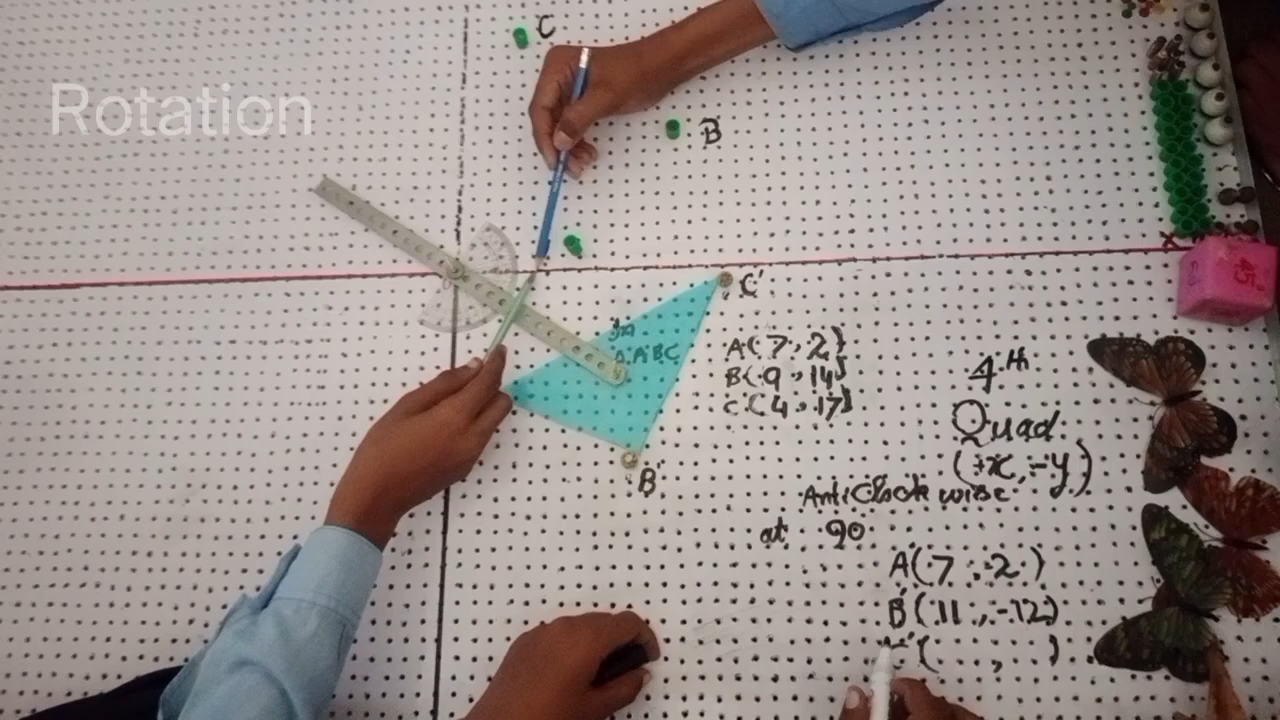 Rotation
C
B
C'
A(7,2)
B(9,14)
C(4,17)
B'
4th
Quad
(+x,-y)
Anti Clock wise
at 90
A(7,-2)
B'(11,-12)
C'( , )